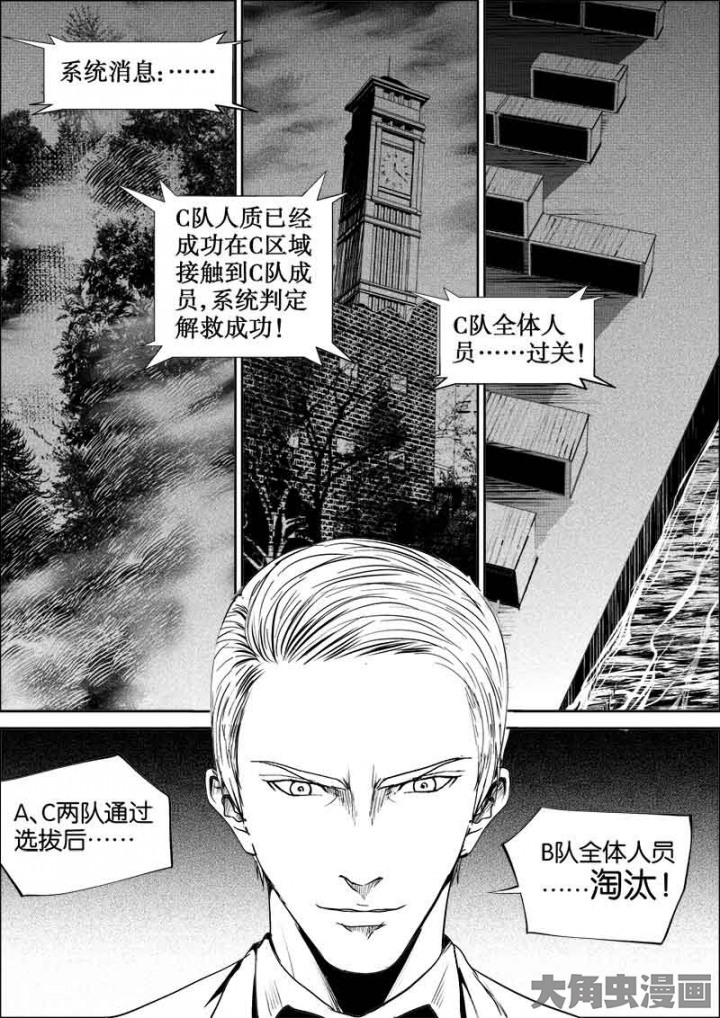 系统消息:……
C队人质已经
成功在C区域
接触到C队成
员,系统判定
解救成功!
C队全体人
员……过关!
A、C两队通过
选拔后……
B队全体人员
……淘汰!
大角虫漫画